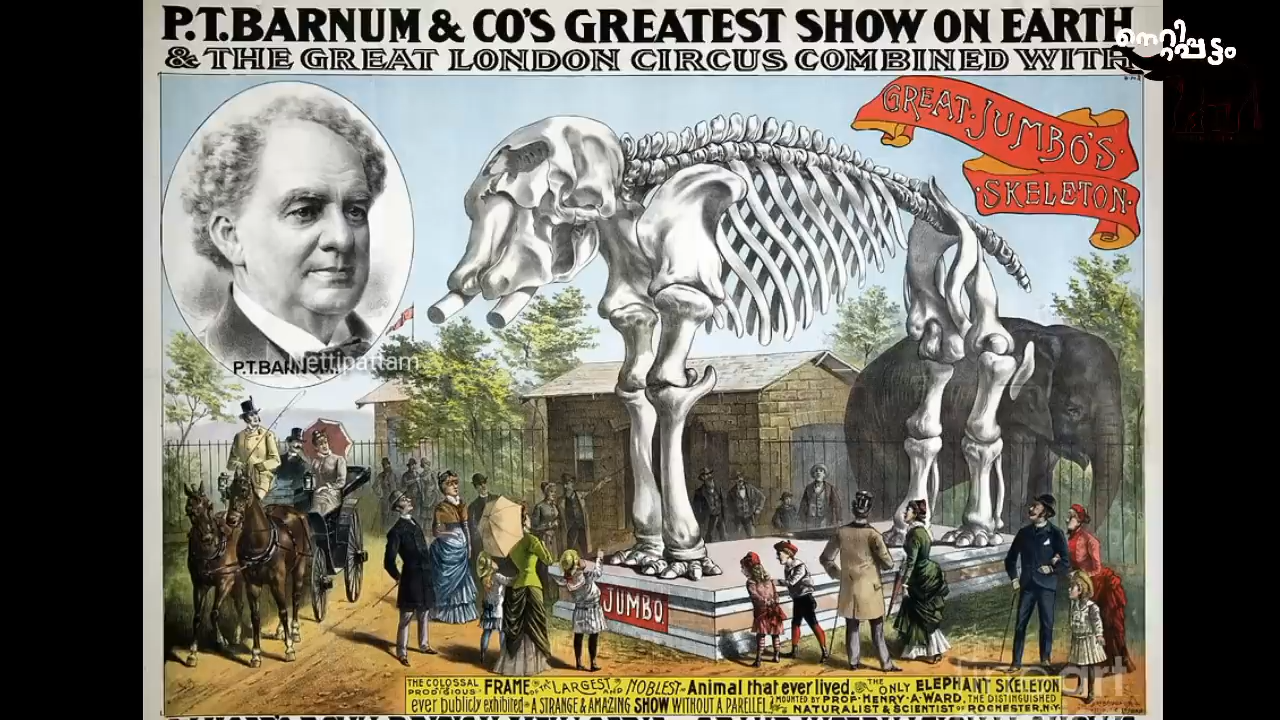 P.T.BARNUM & CO'S GREATEST SHOW ON EARTH
& THE GREAT LONDON CIRCUS COMBINED WITH
നെറ്റിപ്പട്ടം
GREAT·JUMBO'S·
·SKELETON·
P.T.BARNUM
Nettipattam
JUMBO.
THE COLOSSAL PRODIGIOUS FRAME OF THE LARGEST AND NOBLEST Animal that ever lived. THE ONLY ELEPHANT SKELETON
ever publicly exhibited A STRANGE & AMAZING SHOW WITHOUT A PARELLEL. MOUNTED BY PROF. HENRY·A·WARD, THE DISTINGUISHED
NATURALIST & SCIENTIST OF ROCHESTER, N.Y.